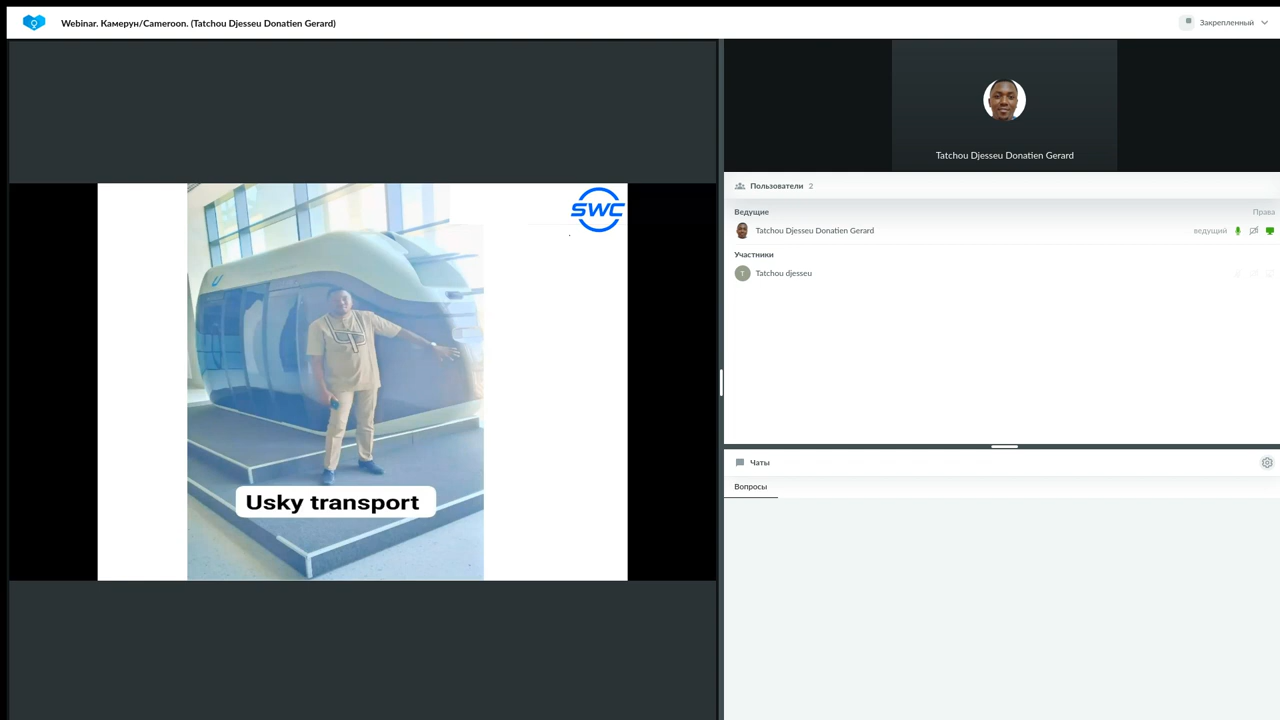 Webinar. Камерун/Cameroon. (Tatchou Djesseu Donatien Gerard)
Закрепленный
SWC
Usky transport
Tatchou Djesseu Donatien Gerard
Пользователи 2
Ведущие Права
Tatchou Djesseu Donatien Gerard ведущий
Участники
T Tatchou djesseu
Чаты
Вопросы